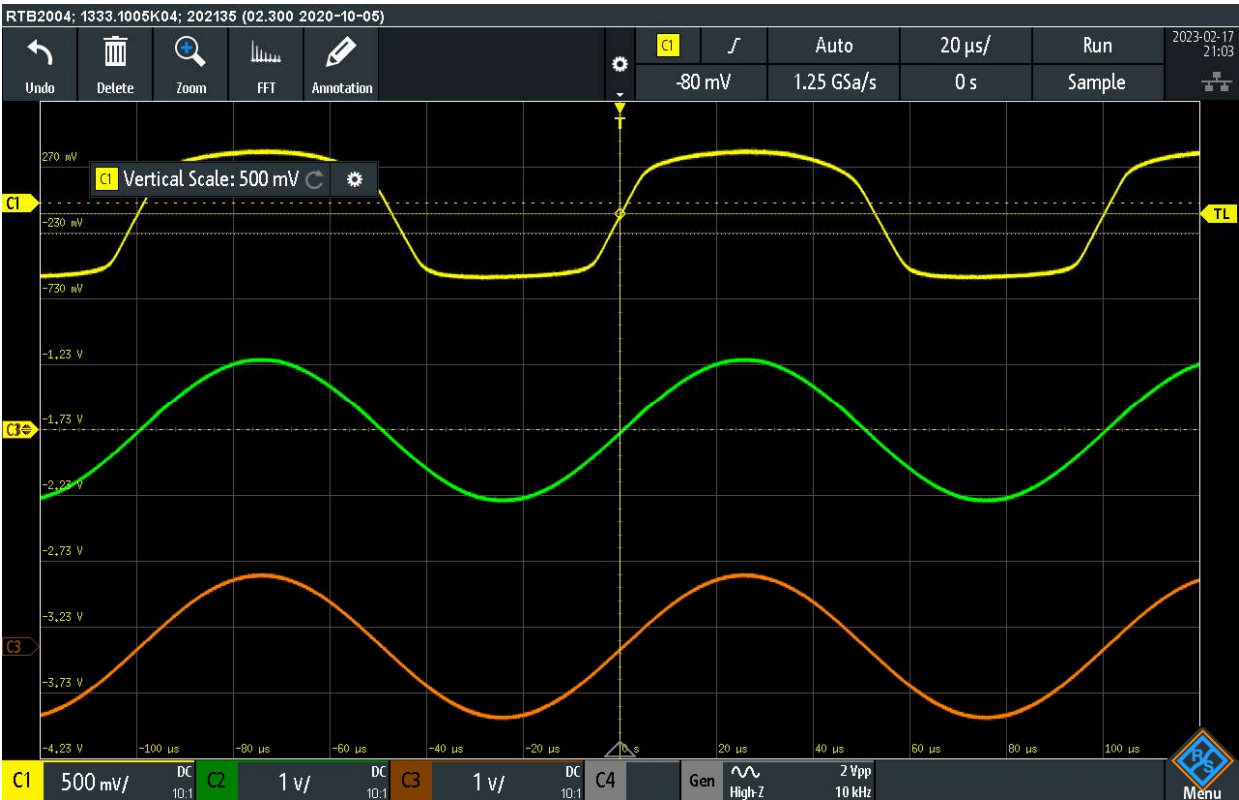 RTB2004; 1333.1005K04; 202135 (02.300 2020-10-05)
Undo Delete Zoom FFT Annotation
C1 Auto 20 µs/ Run
-80 mV 1.25 GSa/s 0 s Sample
2023-02-17
21:03
T
270 mV
C1 Vertical Scale: 500 mV
C1
TL
-230 mV
-730 mV
-1,23 V
-1,73 V
C3
-2,23 V
-2,73 V
-3,23 V
C3
-3,73 V
-4,23 V -100 µs -80 µs -60 µs -40 µs -20 µs 0 s 20 µs 40 µs 60 µs 80 µs 100 µs
C1 500 mV/ DC 10:1 C2 1 V/ DC 10:1 C3 1 V/ DC 10:1 C4 Gen High-Z 2 Vpp 10 kHz
R&S
Menu